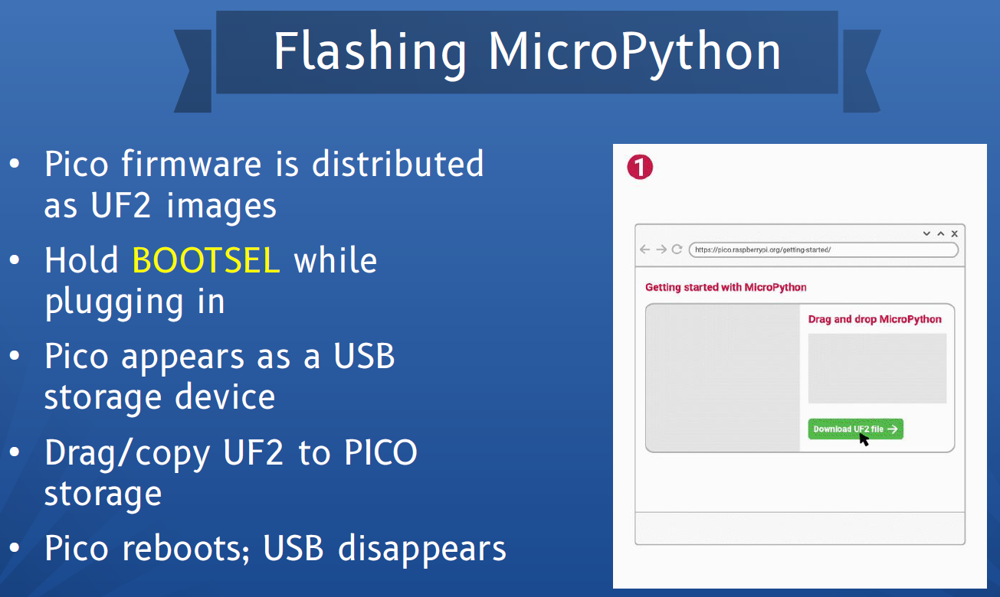 Flashing MicroPython
• Pico firmware is distributed
as UF2 images
• Hold BOOTSEL while
plugging in
• Pico appears as a USB
storage device
• Drag/copy UF2 to PICO
storage
• Pico reboots; USB disappears
1
https://pico.raspberrypi.org/getting-started/
Getting started with MicroPython
Drag and drop MicroPython
Download UF2 file